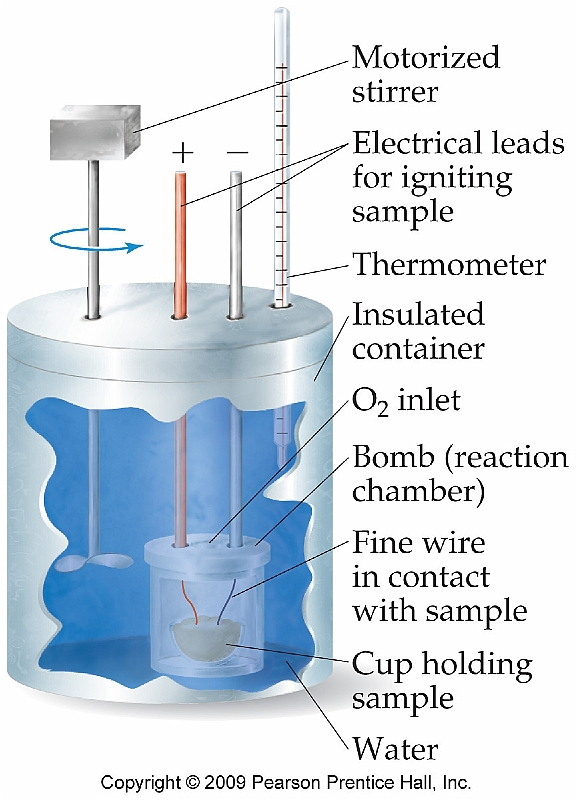 Motorized
stirrer
+ –
Electrical leads
for igniting
sample
Thermometer
Insulated
container
O₂ inlet
Bomb (reaction
chamber)
Fine wire
in contact
with sample
Cup holding
sample
Water
Copyright © 2009 Pearson Prentice Hall, Inc.